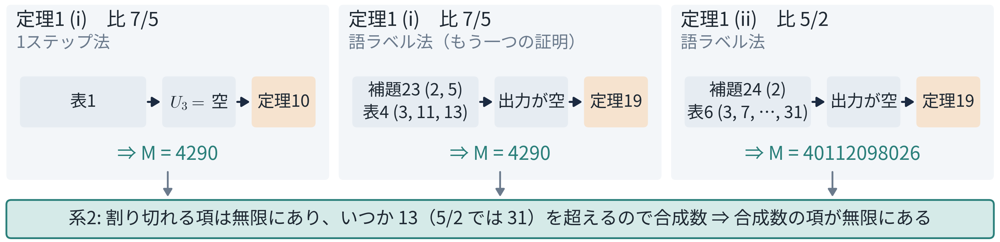 定理1 (i)　比 7/5
1ステップ法
表1
U₃ = 空
定理10
⇒ M = 4290
定理1 (i)　比 7/5
語ラベル法（もう一つの証明）
補題23 (2, 5)
表4 (3, 11, 13)
出力が空
定理19
⇒ M = 4290
定理1 (ii)　比 5/2
語ラベル法
補題24 (2)
表6 (3, 7, ⋯, 31)
出力が空
定理19
⇒ M = 40112098026
系2: 割り切れる項は無限にあり、いつか 13（5/2 では 31）を超えるので合成数 ⇒ 合成数の項が無限にある